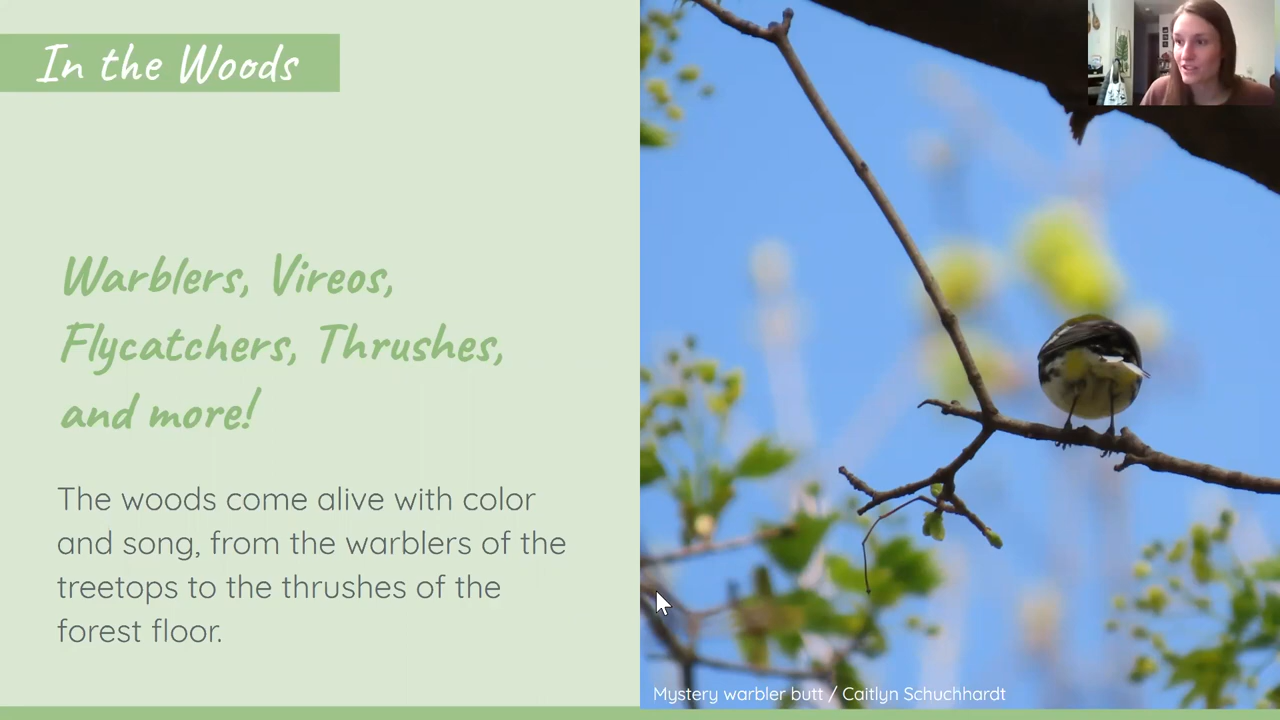 In the Woods
Warblers, Vireos,
Flycatchers, Thrushes,
and more!
The woods come alive with color
and song, from the warblers of the
treetops to the thrushes of the
forest floor.
Mystery warbler butt / Caitlyn Schuchhardt